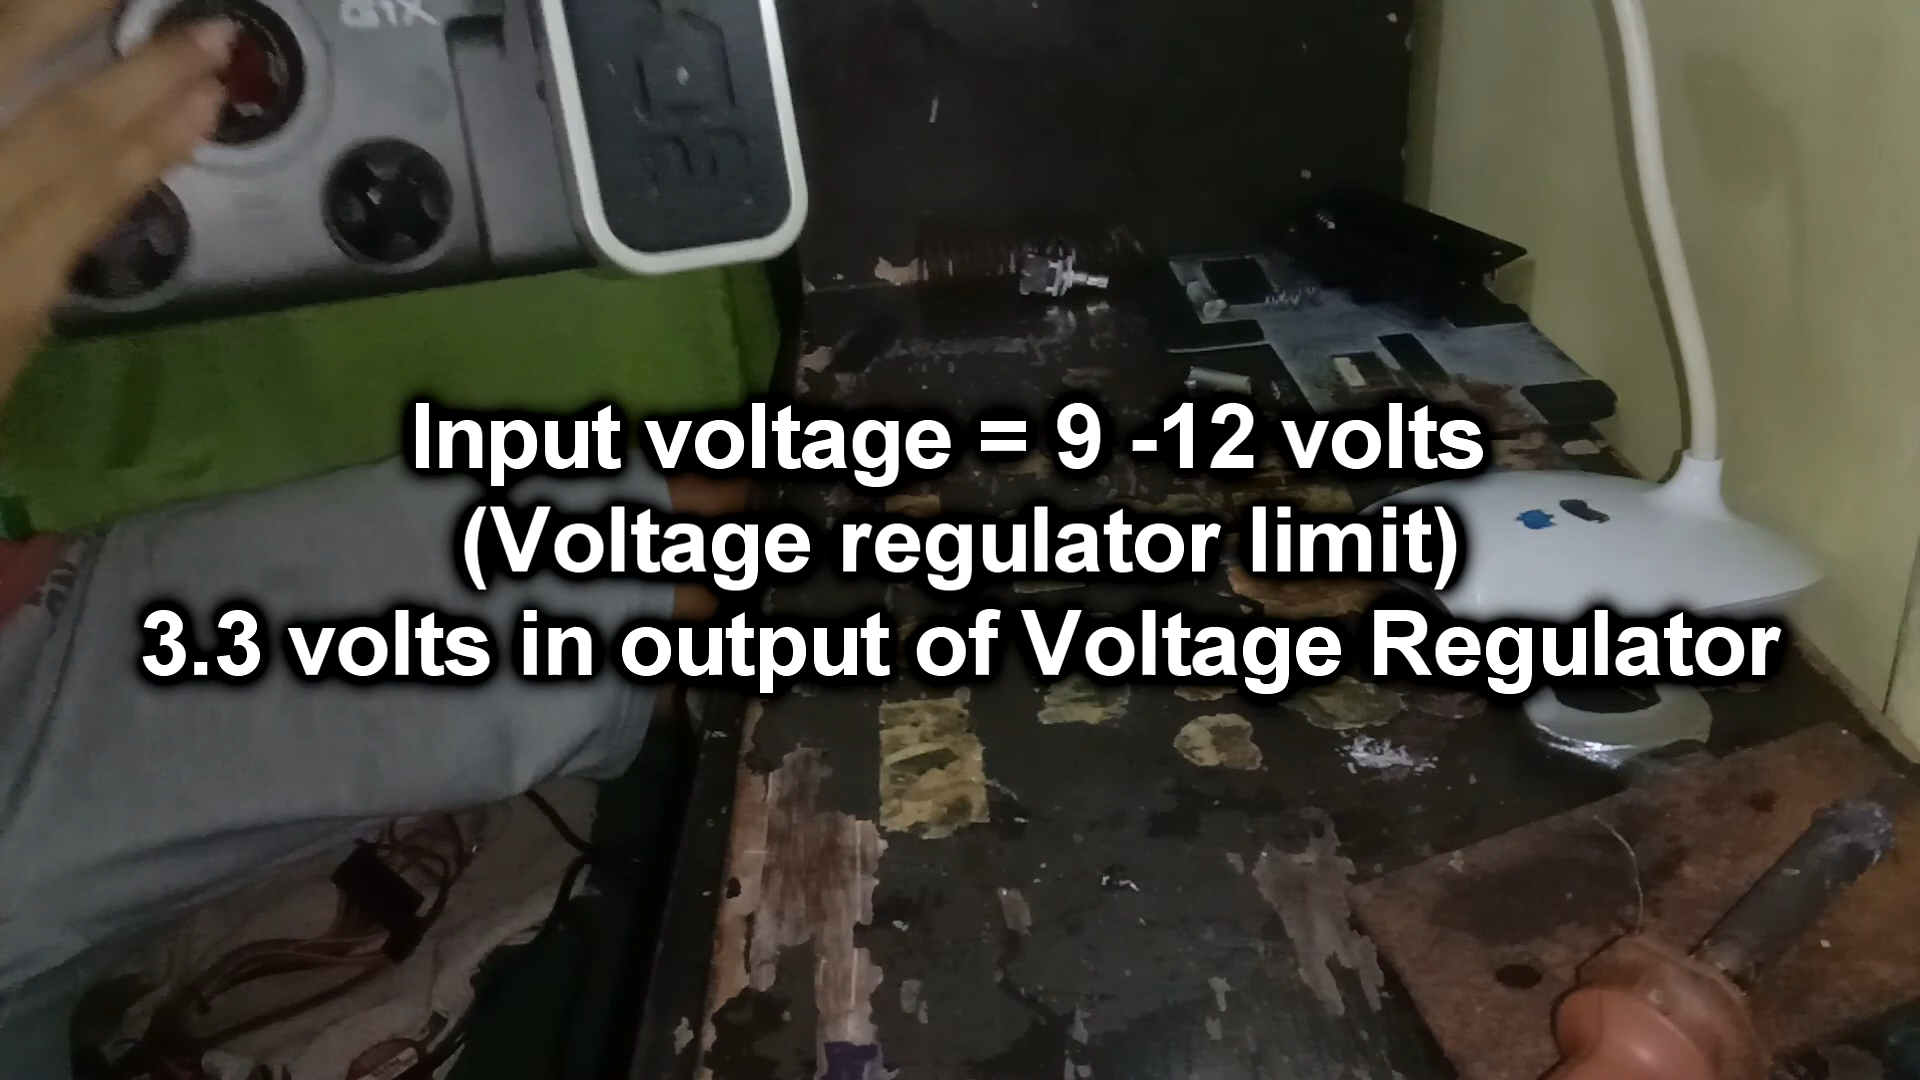 Input voltage = 9 -12 volts
(Voltage regulator limit)
3.3 volts in output of Voltage Regulator